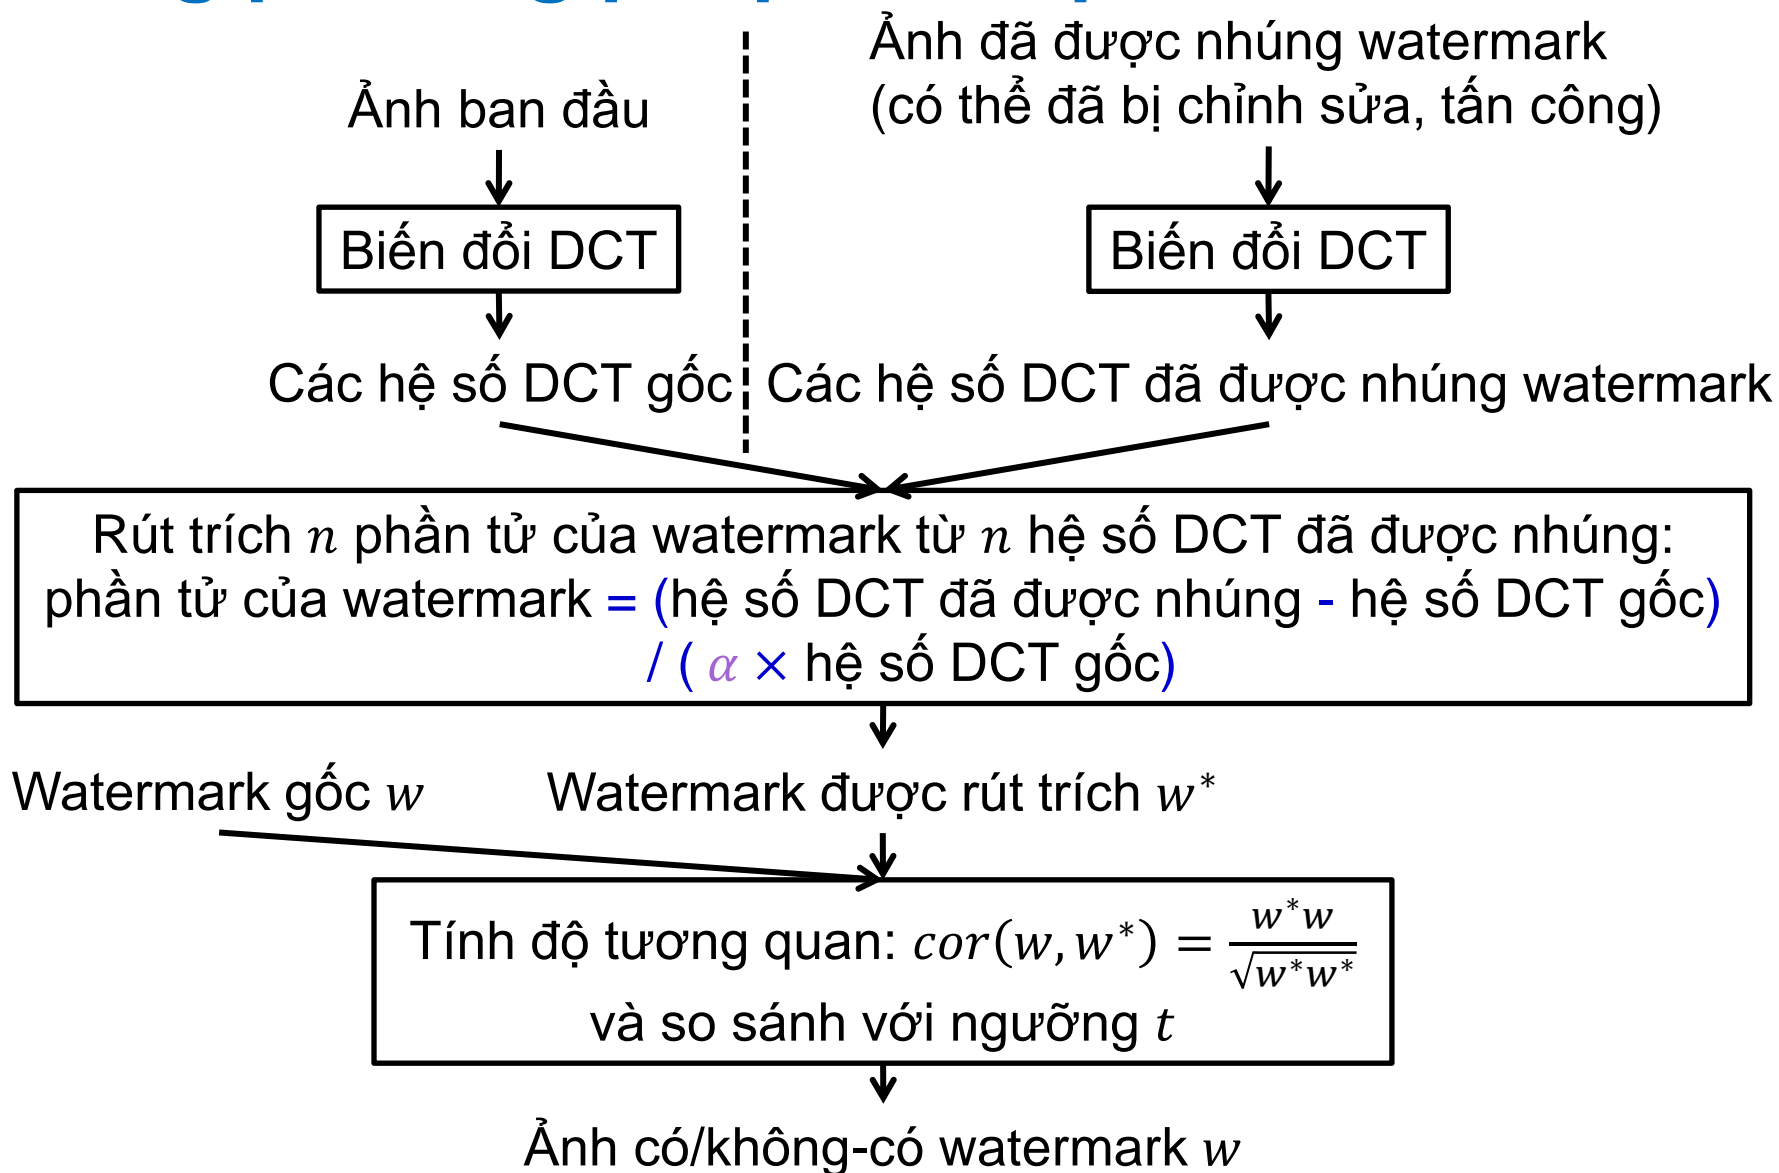 Ảnh ban đầu
Ảnh đã được nhúng watermark
(có thể đã bị chỉnh sửa, tấn công)
Biến đổi DCT
Biến đổi DCT
Các hệ số DCT gốc
Các hệ số DCT đã được nhúng watermark
Rút trích n phần tử của watermark từ n hệ số DCT đã được nhúng:
phần tử của watermark = (hệ số DCT đã được nhúng - hệ số DCT gốc)
/ ( α × hệ số DCT gốc)
Watermark gốc w
Watermark được rút trích w*
Tính độ tương quan: cor(w, w*) = w*w / √w*w*
và so sánh với ngưỡng t
Ảnh có/không-có watermark w